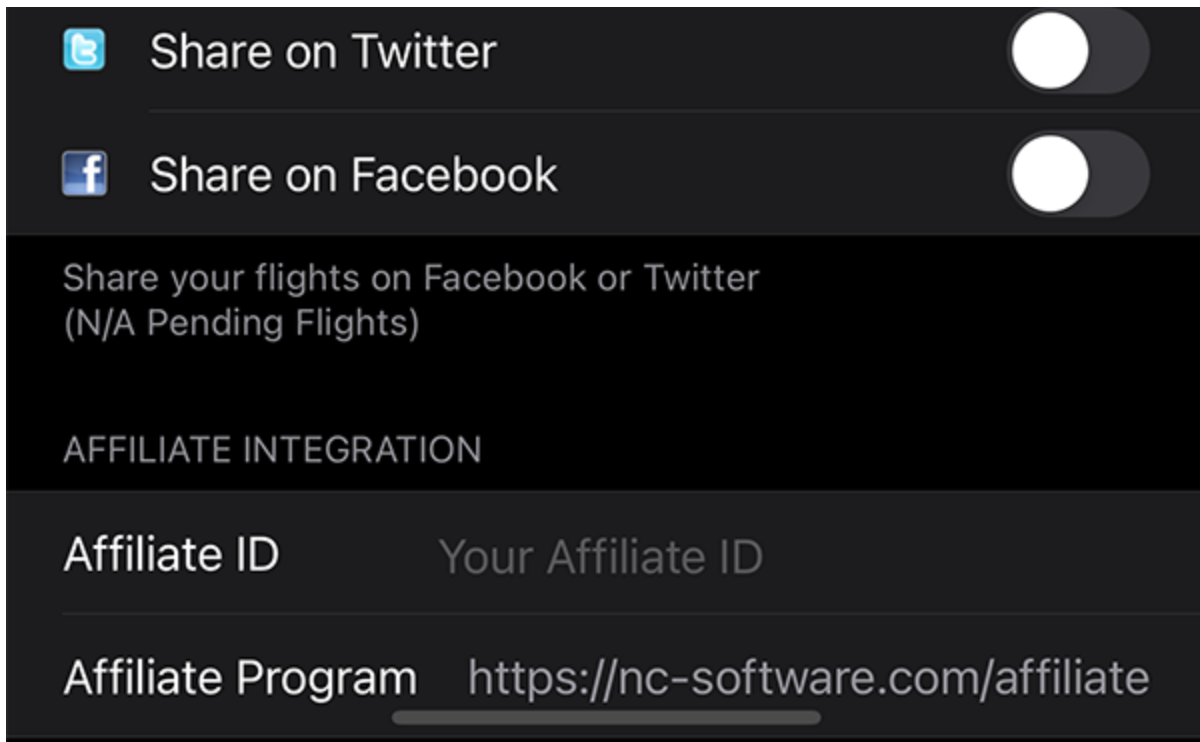 Share on Twitter
Share on Facebook
Share your flights on Facebook or Twitter
(N/A Pending Flights)
AFFILIATE INTEGRATION
Affiliate ID Your Affiliate ID
Affiliate Program https://nc-software.com/affiliate